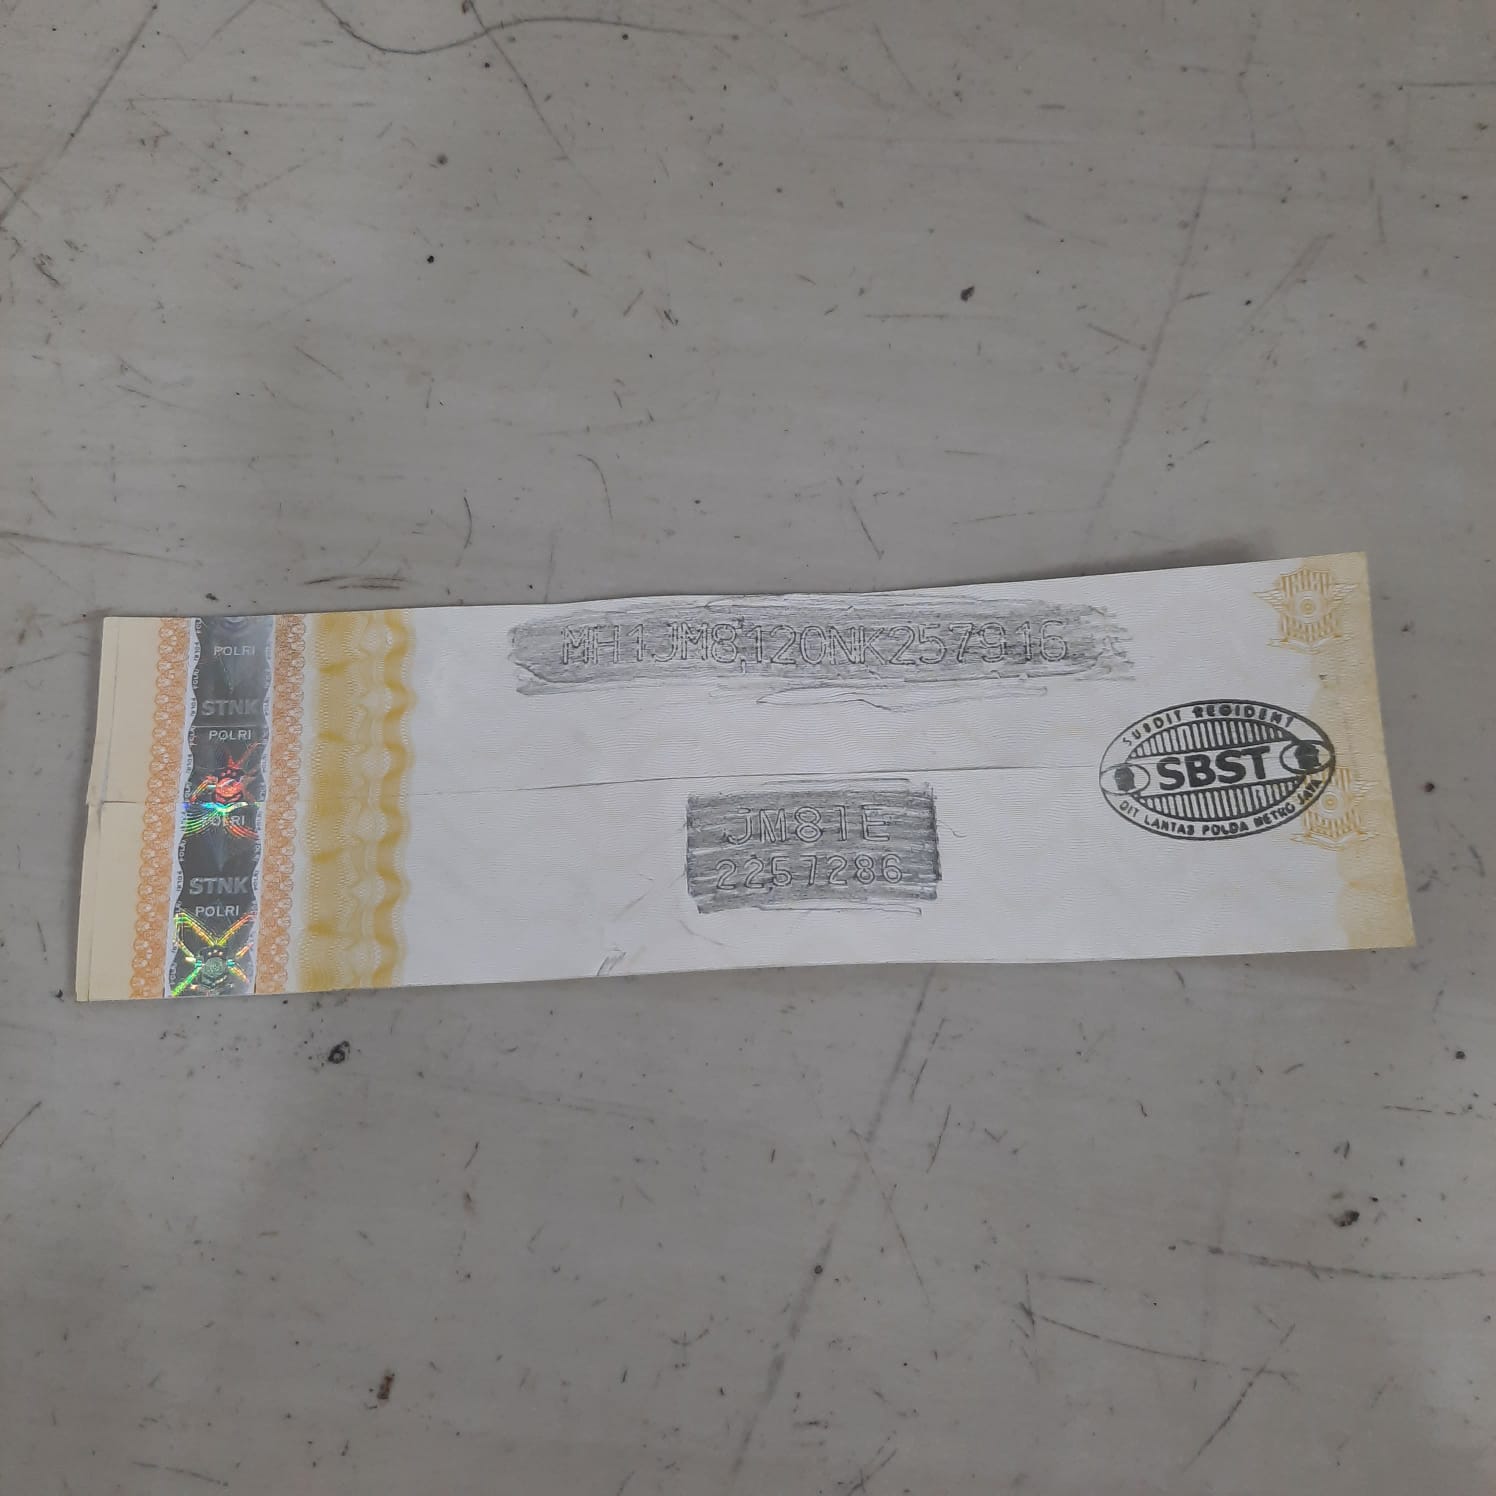 MH1JM8120NK257916
JM81E
2257286
SUBDIT REGIDENT
SBST
DIT LANTAS POLDA METRO JAYA
POLRI
STNK
POLRI
POLRI
STNK
POLRI